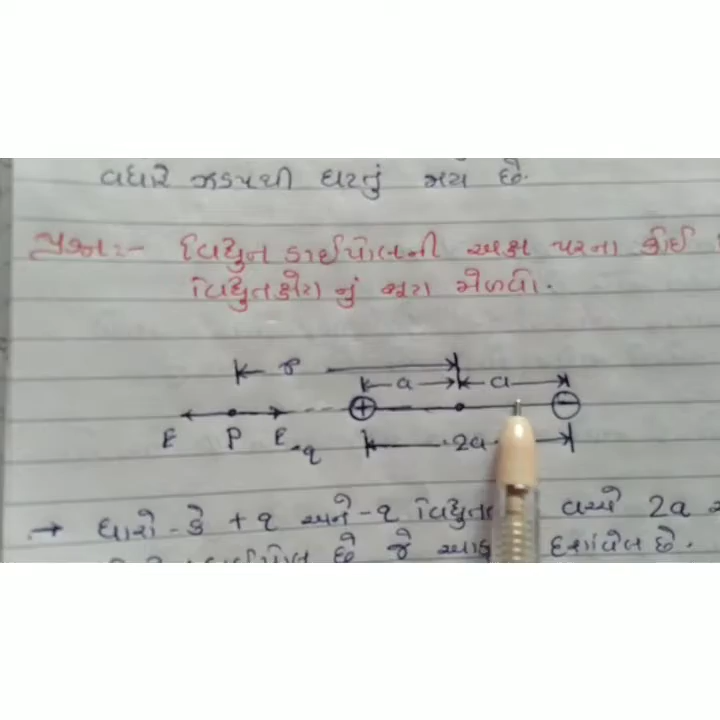 વધારે ઝડપથી ઘટતું જાય છે.
પ્રશ્ન:- વિદ્યુત ડાઈપોલની અક્ષ પરના કોઈ
વિદ્યુતક્ષેત્ર નું સૂત્ર મેળવો.
r
a a
+ −
E P E-q 2a
→ ધારો કે +q અને -q વિદ્યુત વચ્ચે 2a
છે જે દર્શાવેલ છે.